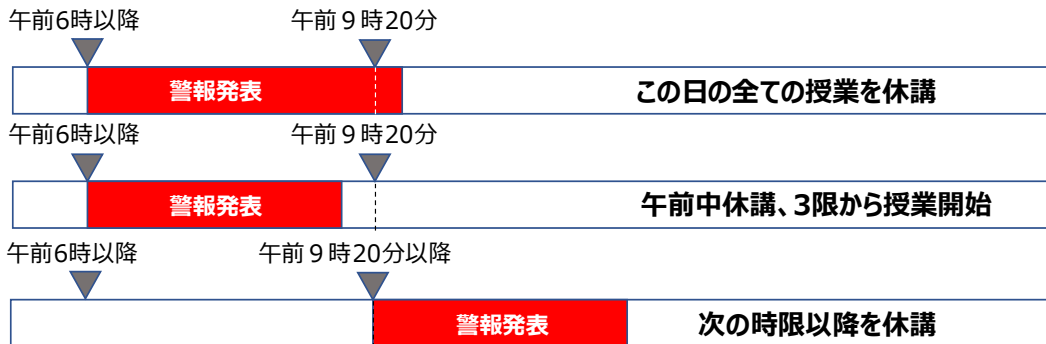 午前6時以降 午前9時20分
警報発表 この日の全ての授業を休講
午前6時以降 午前9時20分
警報発表 午前中休講、3限から授業開始
午前6時以降 午前9時20分以降
警報発表 次の時限以降を休講